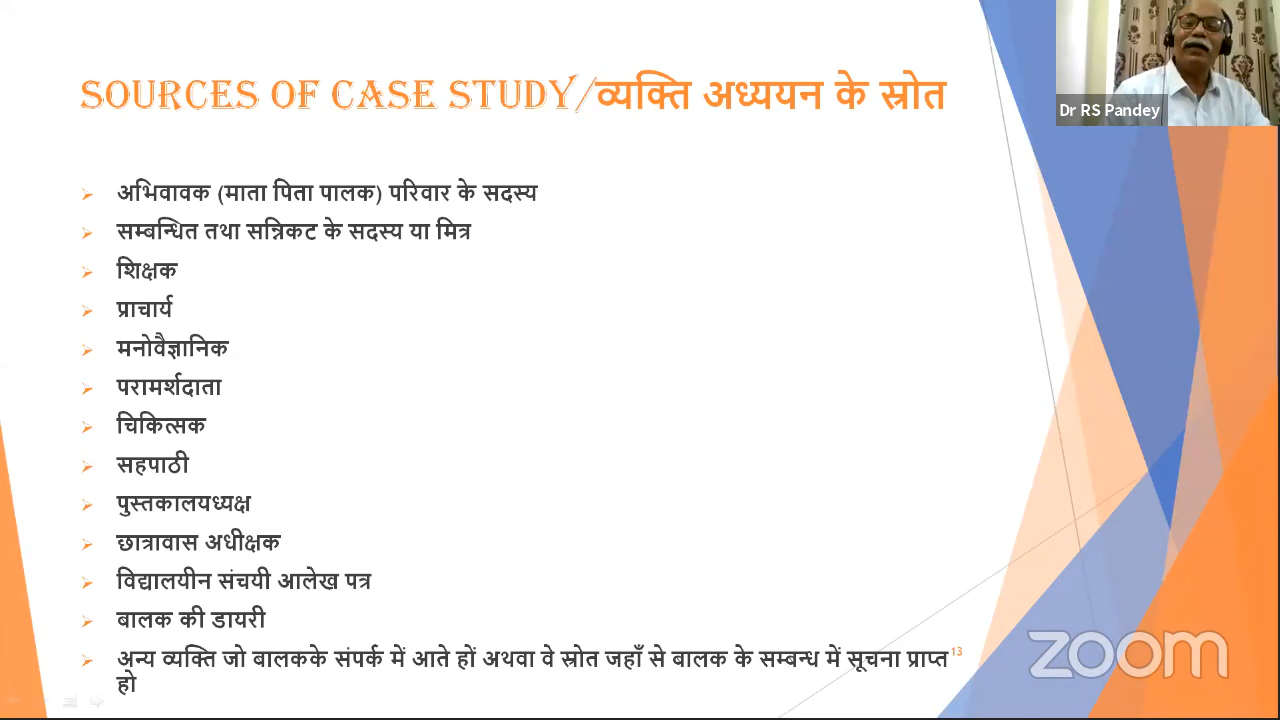 SOURCES OF CASE STUDY/व्यक्ति अध्ययन के स्रोत
Dr RS Pandey
अभिवावक (माता पिता पालक) परिवार के सदस्य
सम्बन्धित तथा सन्निकट के सदस्य या मित्र
शिक्षक
प्राचार्य
मनोवैज्ञानिक
परामर्शदाता
चिकित्सक
सहपाठी
पुस्तकालयध्यक्ष
छात्रावास अधीक्षक
विद्यालयीन संचयी आलेख पत्र
बालक की डायरी
अन्य व्यक्ति जो बालकके संपर्क में आते हों अथवा वे स्रोत जहाँ से बालक के सम्बन्ध में सूचना प्राप्त
हो
13
zoom